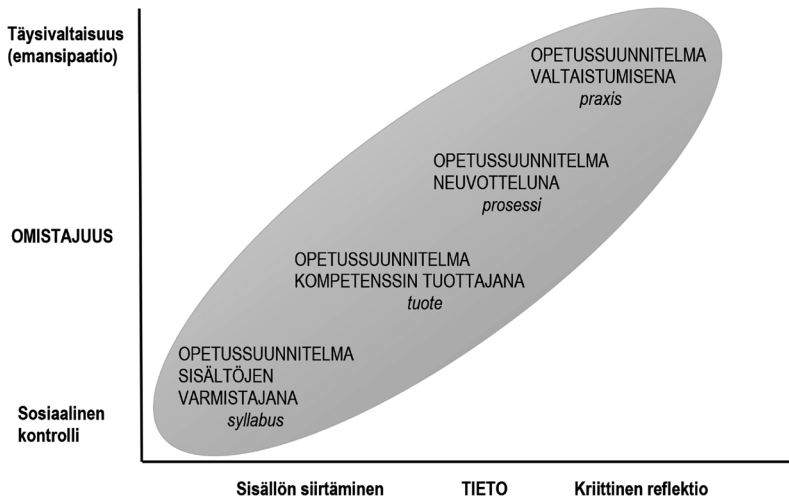 Täysivaltaisuus
(emansipaatio)
OPETUSSUUNNITELMA
VALTAISTUMISENA
praxis
OPETUSSUUNNITELMA
NEUVOTTELUNA
prosessi
OMISTAJUUS
OPETUSSUUNNITELMA
KOMPETENSSIN TUOTTAJANA
tuote
OPETUSSUUNNITELMA
SISÄLTÖJEN
VARMISTAJANA
syllabus
Sosiaalinen
kontrolli
Sisällön siirtäminen TIETO Kriittinen reflektio